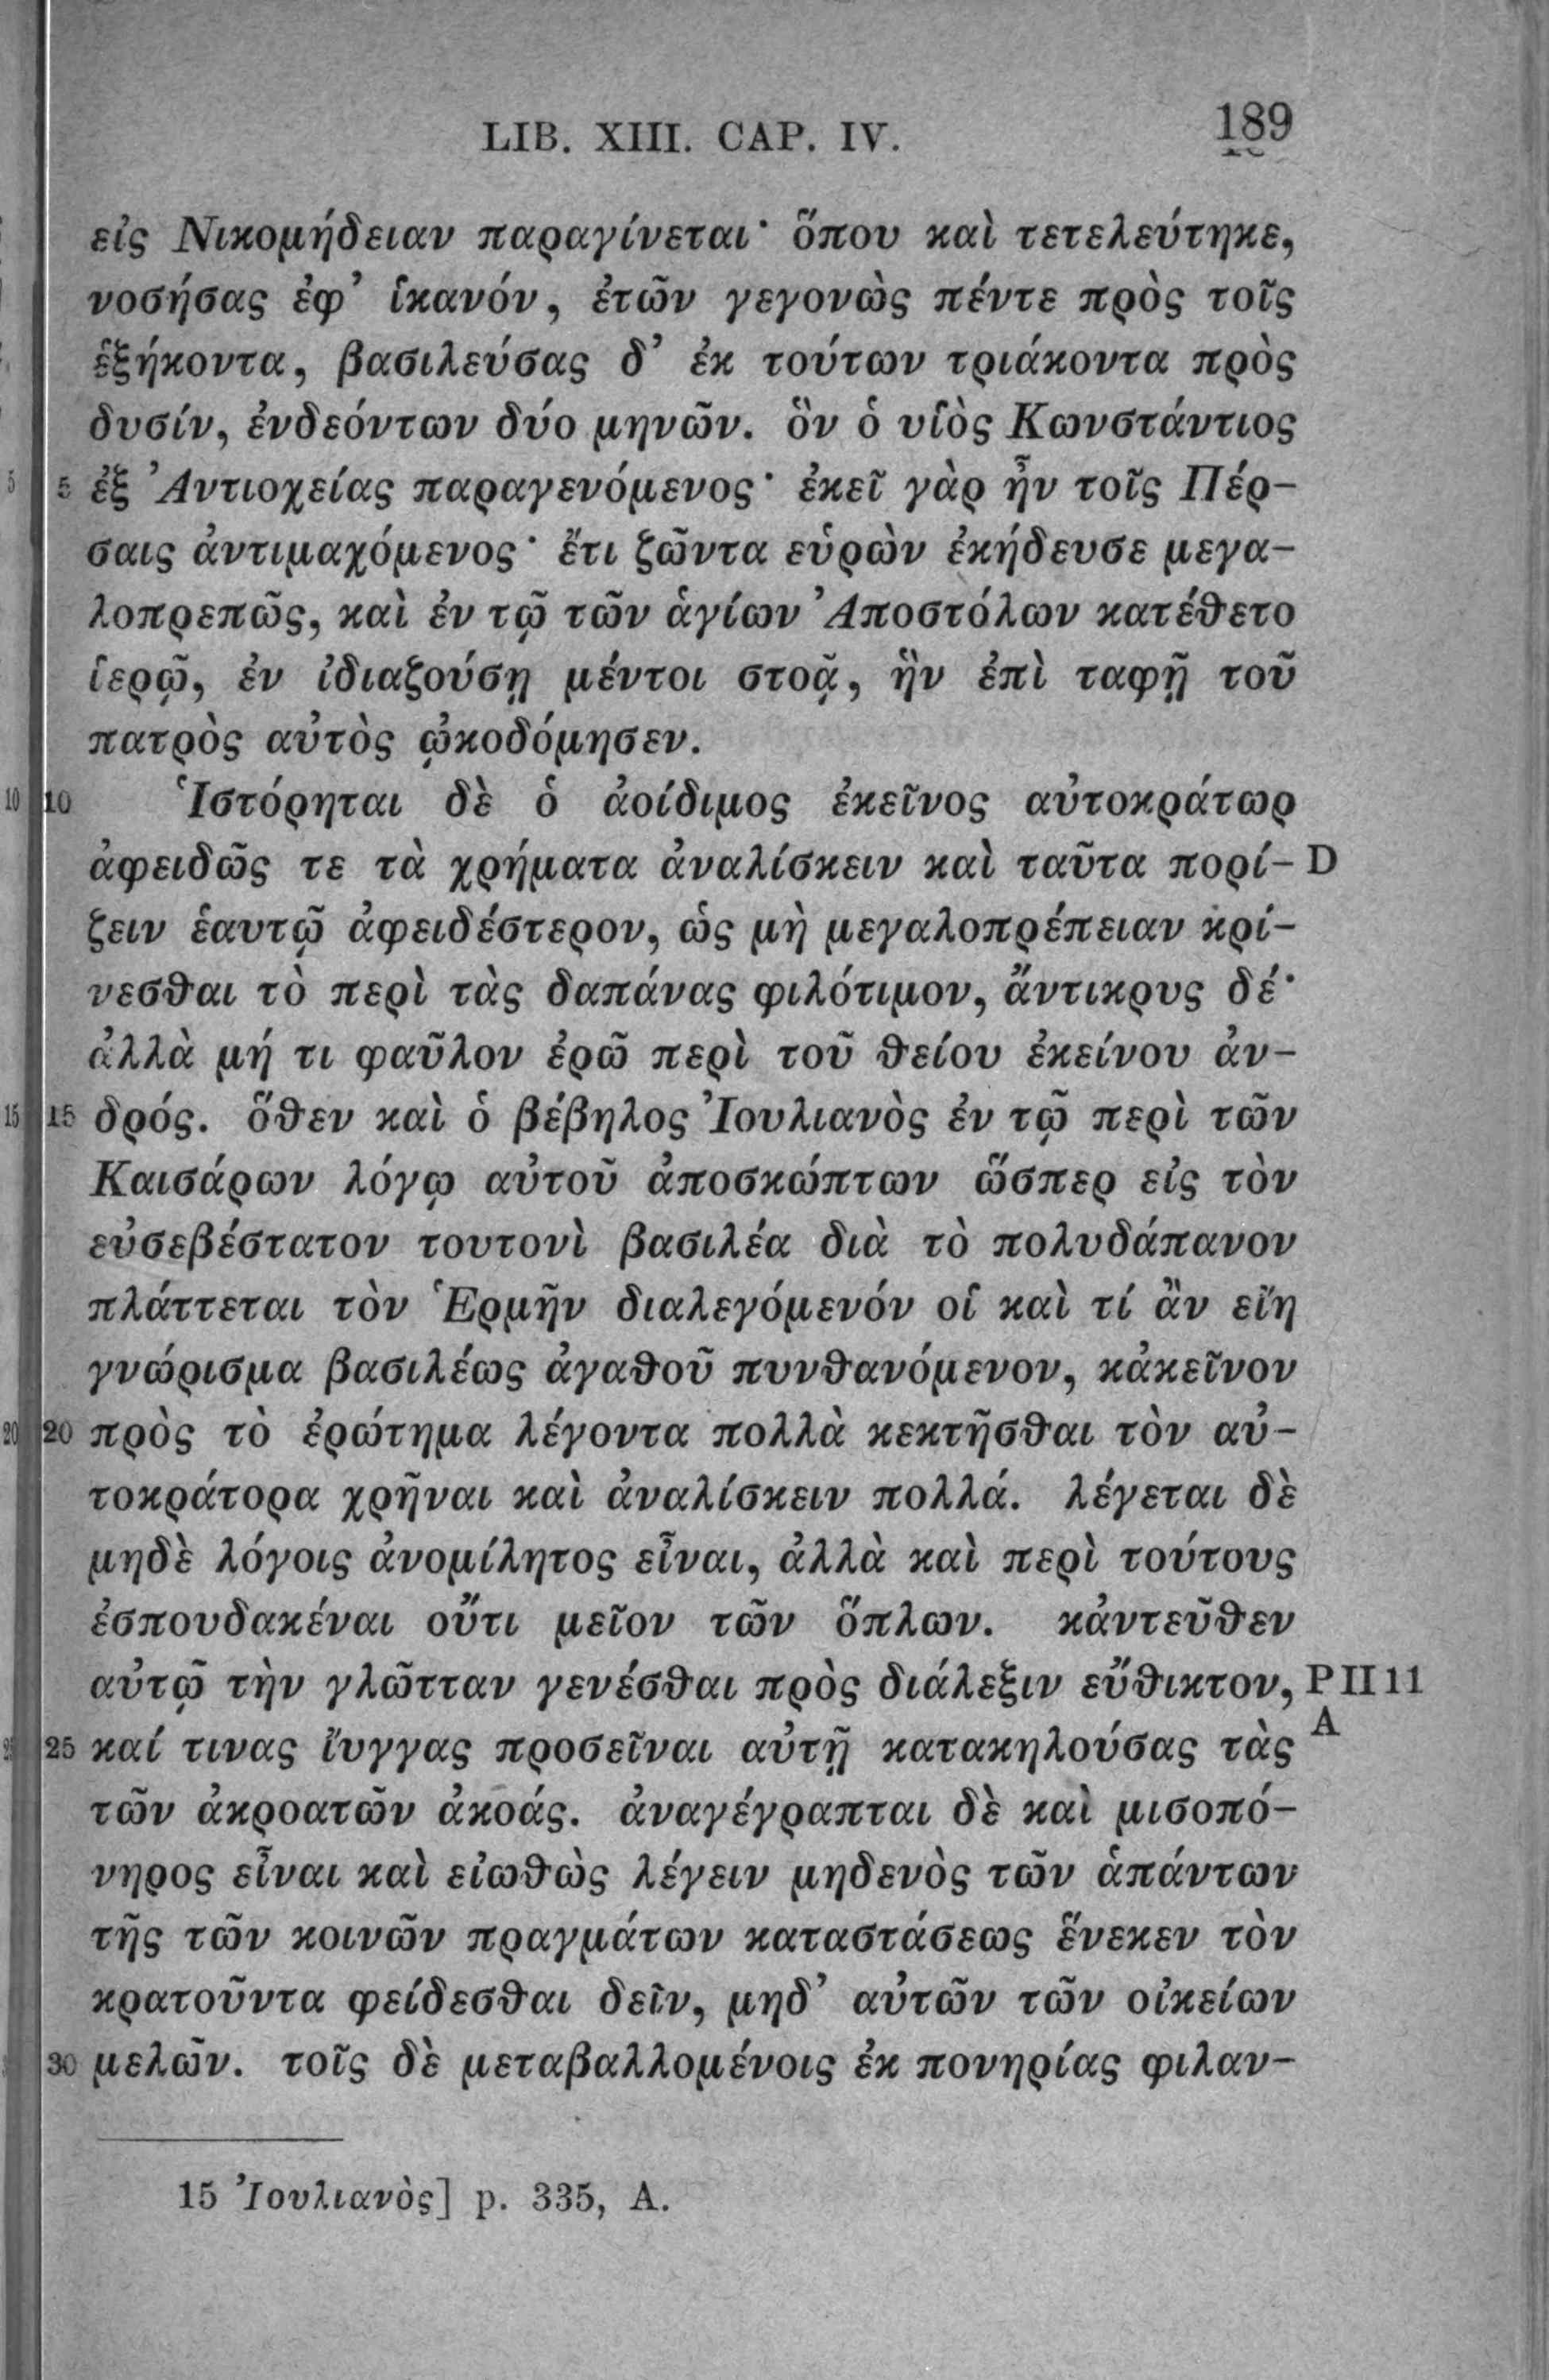 LIB. XIII. CAP. IV. 189
εἰς Νικομήδειαν παραγίνεται· ὅπου καὶ τετελεύτηκε,
νοσήσας ἐφ’ ἱκανόν, ἐτῶν γεγονὼς πέντε πρὸς τοῖς
ἑξήκοντα, βασιλεύσας δ’ ἐκ τούτων τριάκοντα πρὸς
δυσίν, ἐνδεόντων δύο μηνῶν. ὃν ὁ υἱὸς Κωνστάντιος
5 ἐξ Ἀντιοχείας παραγενόμενος· ἐκεῖ γὰρ ἦν τοῖς Πέρ-
σαις ἀντιμαχόμενος· ἔτι ζῶντα εὑρὼν ἐκήδευσε μεγα-
λοπρεπῶς, καὶ ἐν τῷ τῶν ἁγίων Ἀποστόλων κατέθετο
ἱερῷ, ἐν ἰδιαζούσῃ μέντοι στοᾷ, ἣν ἐπὶ ταφῇ τοῦ
πατρὸς αὐτὸς ᾠκοδόμησεν.
10 Ἱστόρηται δὲ ὁ ἀοίδιμος ἐκεῖνος αὐτοκράτωρ
ἀφειδῶς τε τὰ χρήματα ἀναλίσκειν καὶ ταῦτα πορί- D
ζειν ἑαυτῷ ἀφειδέστερον, ὡς μὴ μεγαλοπρέπειαν κρί-
νεσθαι τὸ περὶ τὰς δαπάνας φιλότιμον, ἄντικρυς δέ·
ἀλλὰ μή τι φαῦλον ἐρῶ περὶ τοῦ θείου ἐκείνου ἀν-
15 δρός. ὅθεν καὶ ὁ βέβηλος Ἰουλιανὸς ἐν τῷ περὶ τῶν
Καισάρων λόγῳ αὐτοῦ ἀποσκώπτων ὥσπερ εἰς τὸν
εὐσεβέστατον τουτονὶ βασιλέα διὰ τὸ πολυδάπανον
πλάττεται τὸν Ἑρμῆν διαλεγόμενόν οἱ καὶ τί ἂν εἴη
γνώρισμα βασιλέως ἀγαθοῦ πυνθανόμενον, κἀκεῖνον
20 πρὸς τὸ ἐρώτημα λέγοντα πολλὰ κεκτῆσθαι τὸν αὐ-
τοκράτορα χρῆναι καὶ ἀναλίσκειν πολλά. λέγεται δὲ
μηδὲ λόγοις ἀνομίλητος εἶναι, ἀλλὰ καὶ περὶ τούτους
ἐσπουδακέναι οὔτι μεῖον τῶν ὅπλων. κἀντεῦθεν
αὐτῷ τὴν γλῶτταν γενέσθαι πρὸς διάλεξιν εὔθικτον, P II 11
25 καί τινας ἴυγγας προσεῖναι αὐτῇ κατακηλούσας τὰς A
τῶν ἀκροατῶν ἀκοάς. ἀναγέγραπται δὲ καὶ μισοπό-
νηρος εἶναι καὶ εἰωθὼς λέγειν μηδενὸς τῶν ἁπάντων
τῆς τῶν κοινῶν πραγμάτων καταστάσεως ἕνεκεν τὸν
κρατοῦντα φείδεσθαι δεῖν, μηδ’ αὐτῶν τῶν οἰκείων
30 μελῶν. τοῖς δὲ μεταβαλλομένοις ἐκ πονηρίας φιλαν-
15 Ἰουλιανὸς] p. 335, A.